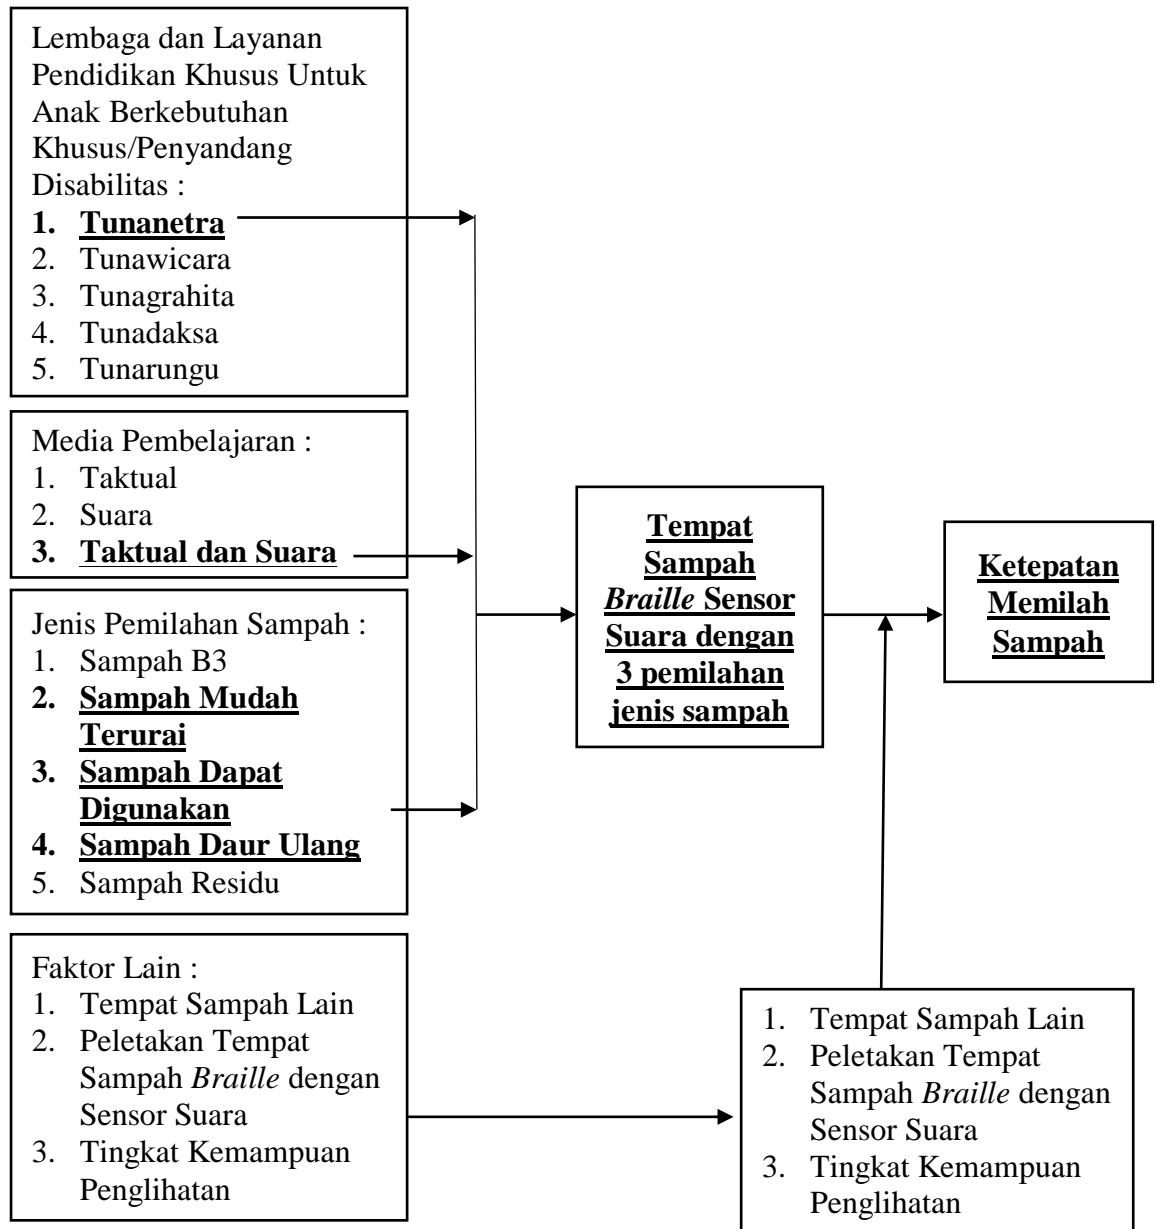 Lembaga dan Layanan
Pendidikan Khusus Untuk
Anak Berkebutuhan
Khusus/Penyandang
Disabilitas :
1. Tunanetra
2. Tunawicara
3. Tunagrahita
4. Tunadaksa
5. Tunarungu
Media Pembelajaran :
1. Taktual
2. Suara
3. Taktual dan Suara
Jenis Pemilahan Sampah :
1. Sampah B3
2. Sampah Mudah
Terurai
3. Sampah Dapat
Digunakan
4. Sampah Daur Ulang
5. Sampah Residu
Tempat
Sampah
Braille Sensor
Suara dengan
3 pemilahan
jenis sampah
Ketepatan
Memilah
Sampah
Faktor Lain :
1. Tempat Sampah Lain
2. Peletakan Tempat
Sampah Braille dengan
Sensor Suara
3. Tingkat Kemampuan
Penglihatan
1. Tempat Sampah Lain
2. Peletakan Tempat
Sampah Braille dengan
Sensor Suara
3. Tingkat Kemampuan
Penglihatan